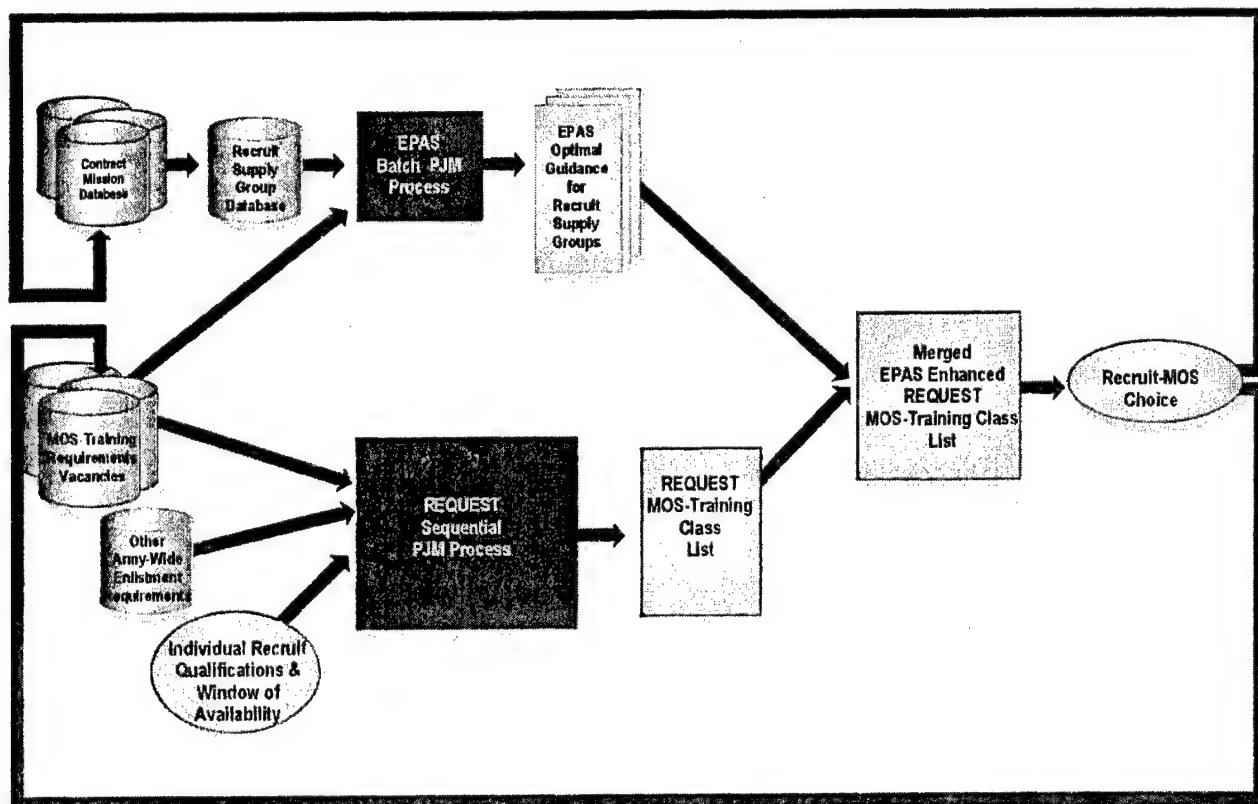 Contract
Mission
Database
Recruit
Supply
Group
Database
EPAS
Batch PJM
Process
EPAS
Optimal
Guidance
for
Recruit
Supply
Groups
MOS-Training
Requirements
Vacancies
Other
Army-Wide
Enlistment
Requirements
Individual Recruit
Qualifications &
Window of
Availability
REQUEST
Sequential
PJM Process
REQUEST
MOS-Training
Class
List
Merged
EPAS Enhanced
REQUEST
MOS-Training Class
List
Recruit-MOS
Choice